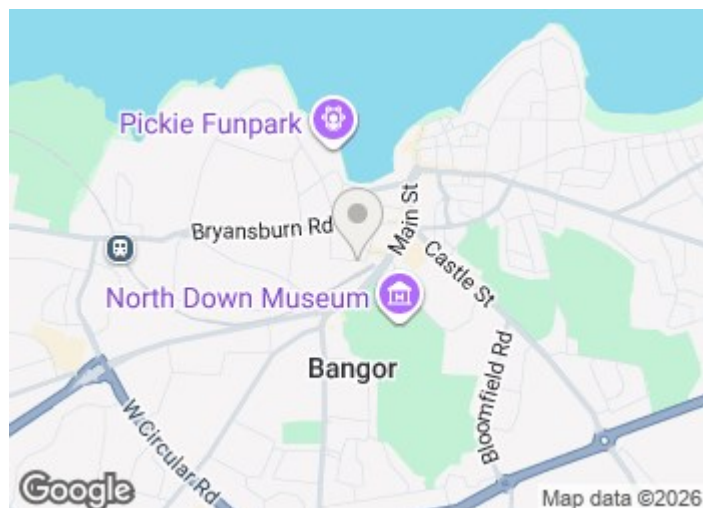 Pickie Funpark
Bryansburn Rd
Main St
Castle St
North Down Museum
Bangor
Bloomfield Rd
W Circular Rd
Google
Map data ©2026